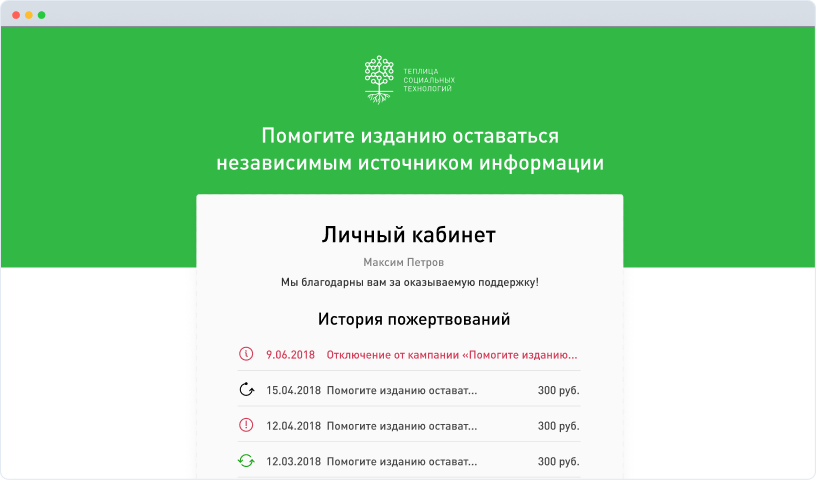 ТЕПЛИЦА
СОЦИАЛЬНЫХ
ТЕХНОЛОГИЙ
Помогите изданию оставаться
независимым источником информации
Личный кабинет
Максим Петров
Мы благодарны вам за оказываемую поддержку!
История пожертвований
9.06.2018 Отключение от кампании «Помогите изданию...
15.04.2018 Помогите изданию остават... 300 руб.
12.04.2018 Помогите изданию остават... 300 руб.
12.03.2018 Помогите изданию остават... 300 руб.